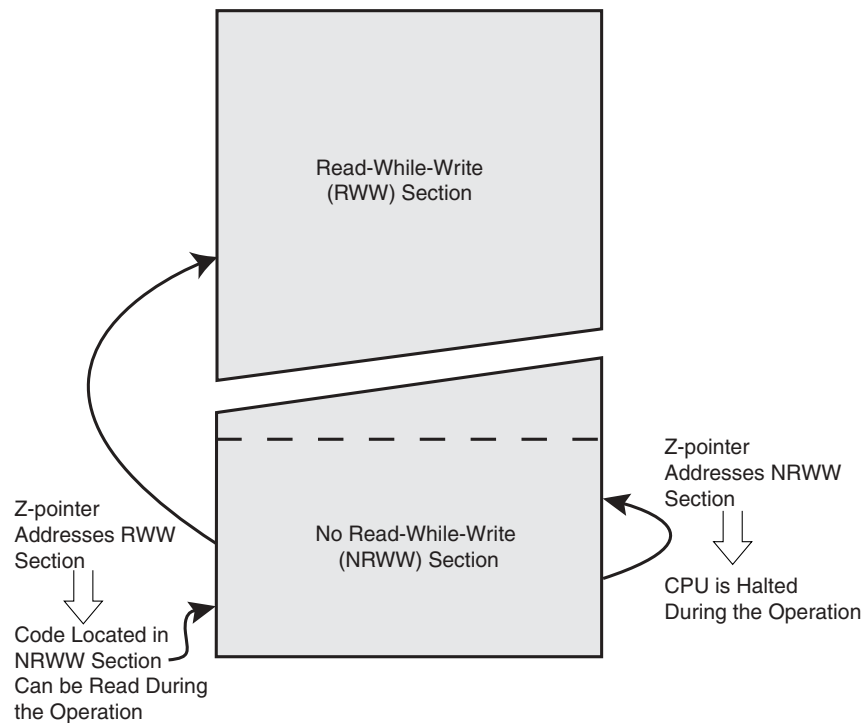 Read-While-Write
(RWW) Section
Z-pointer
Addresses NRWW
Section
Z-pointer
Addresses RWW
Section
No Read-While-Write
(NRWW) Section
CPU is Halted
During the Operation
Code Located in
NRWW Section
Can be Read During
the Operation